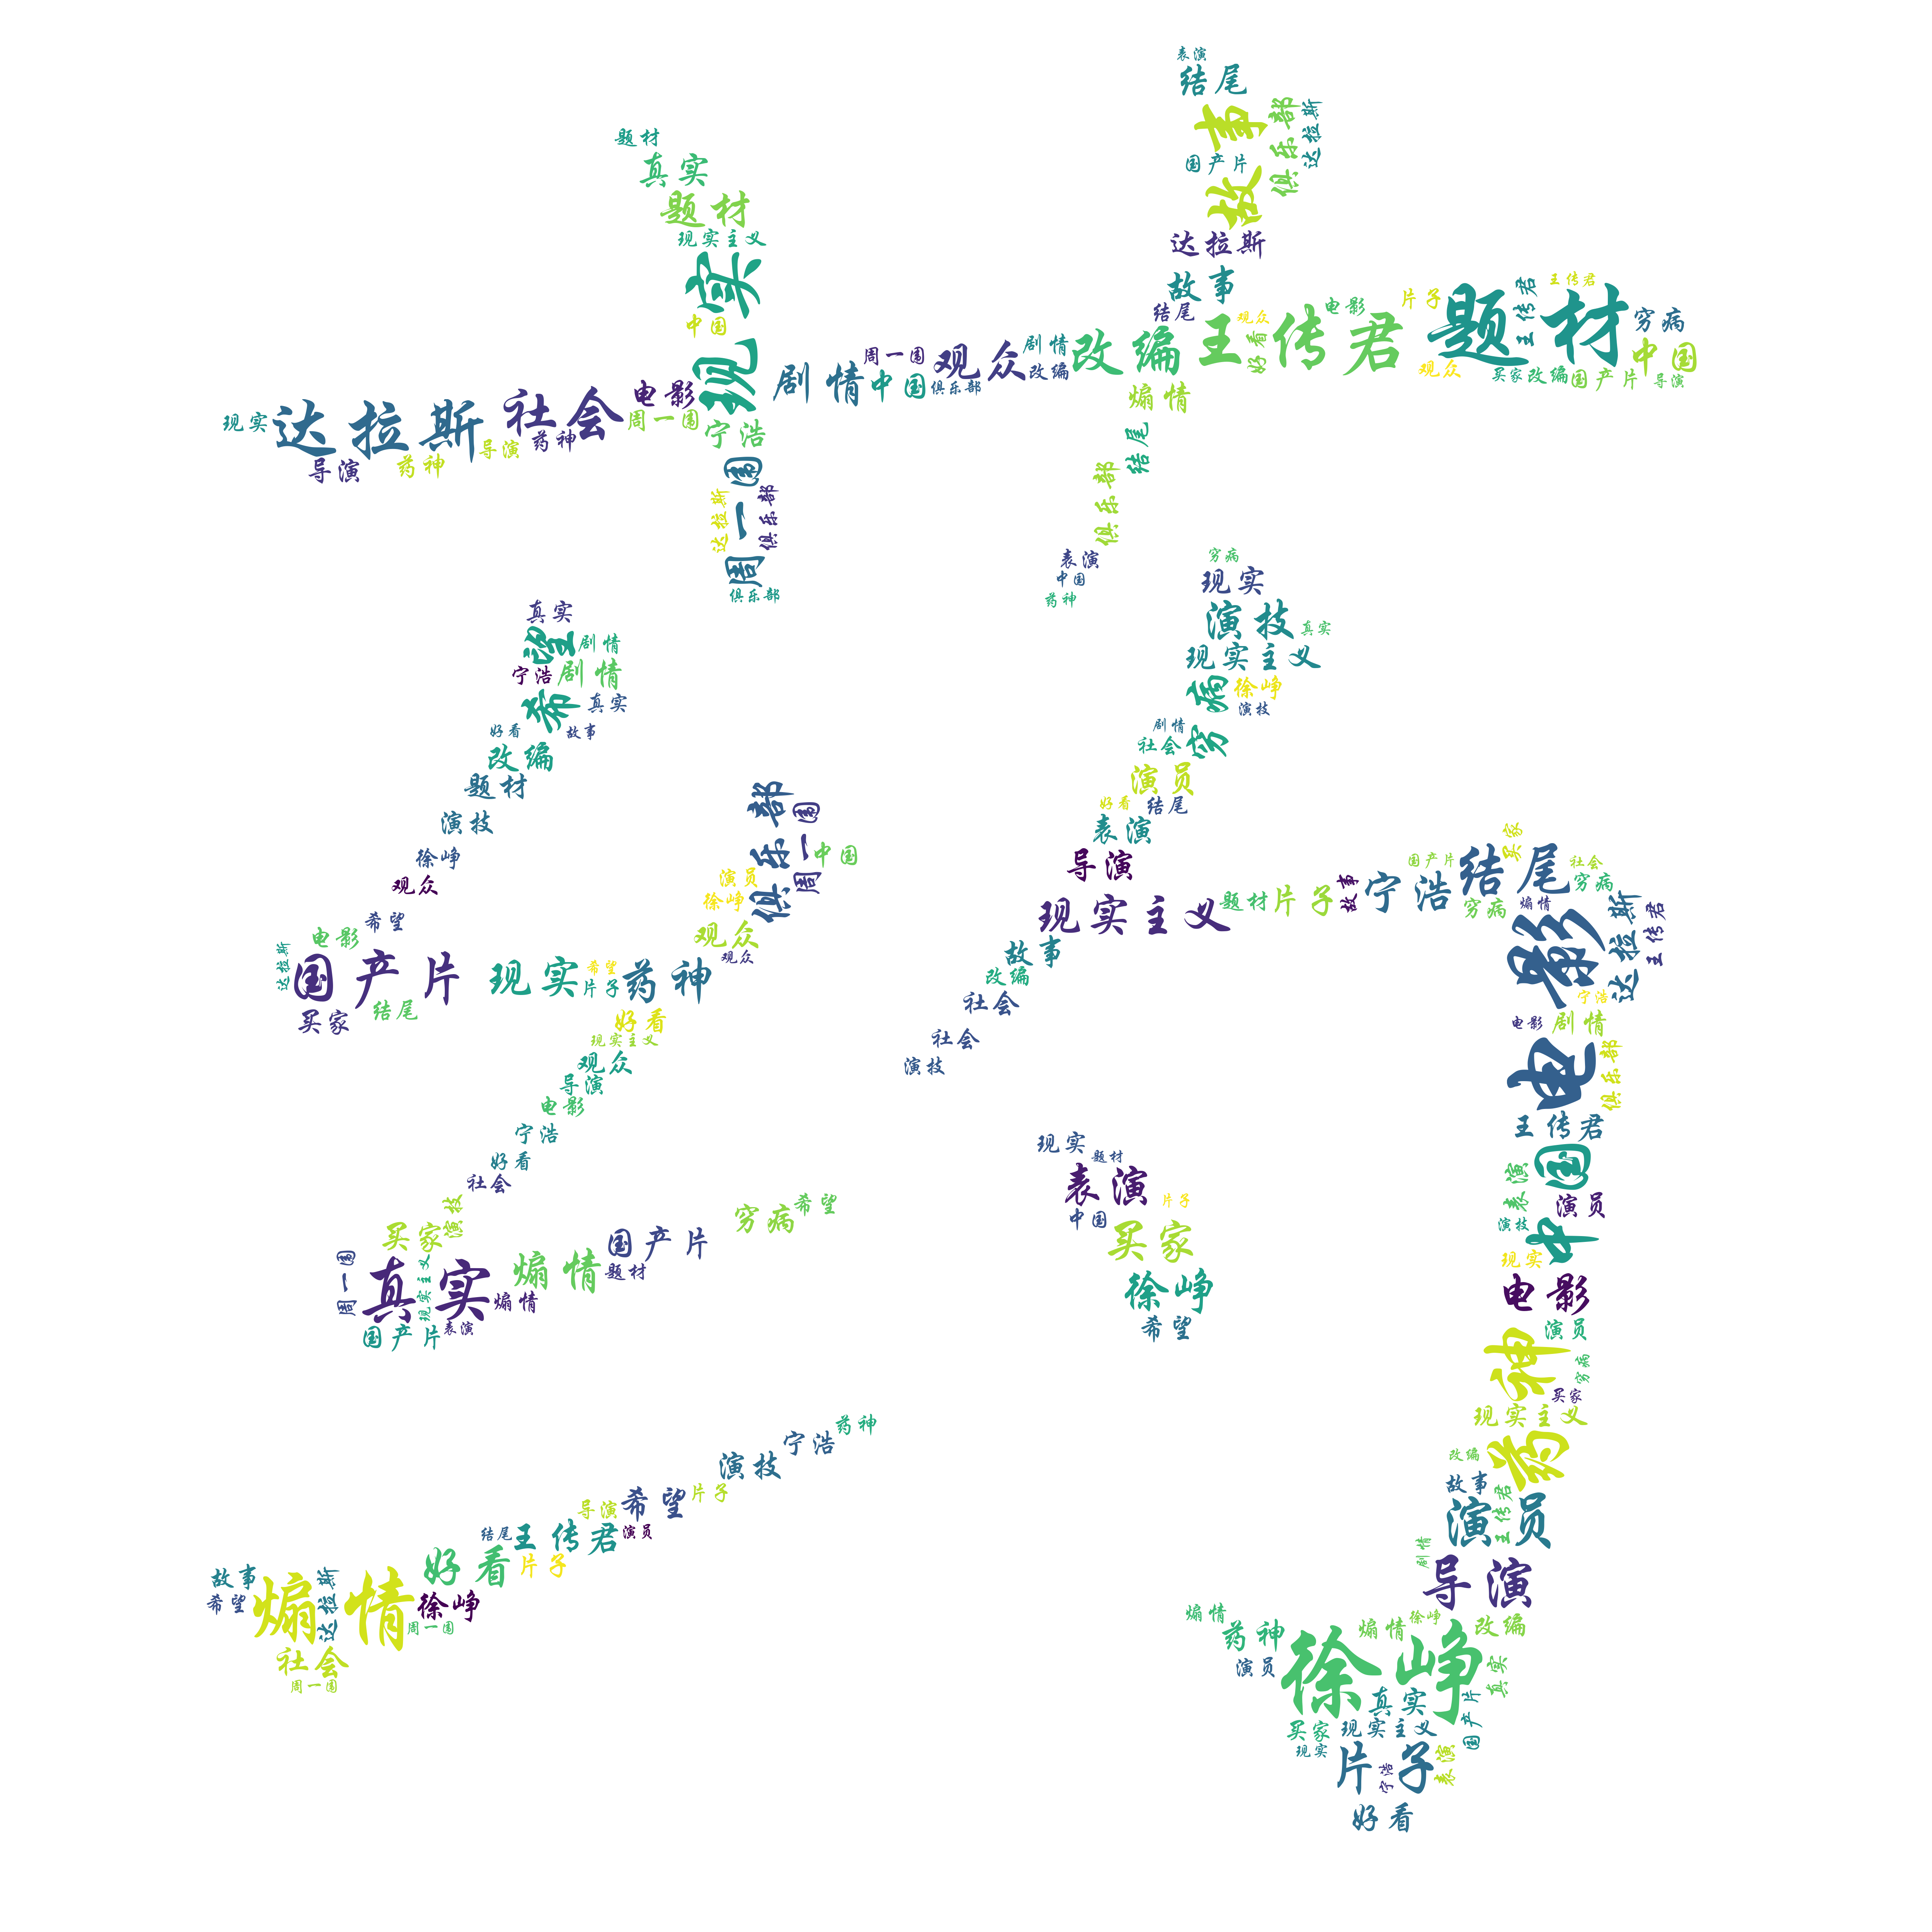 表演
结尾
故事
俱乐部
达拉斯
国产片
题材
真实
题材
达拉斯
现实主义
现实
故事
中国
结尾
王传君
观众
电影
片子
题材
王传君
王传君
穷病
中国
剧情
改编
好看
周一围
观众
改编
俱乐部
剧情
中国
观众
买家
改编
国产片
导演
煽情
电影
社会
达拉斯
现实
周一围
宁浩
导演
药神
导演
药神
结尾
周一围
达拉斯
俱乐部
俱乐部
俱乐部
表演
中国
药神
穷病
现实
演技
真实
现实主义
穷病
徐峥
演技
剧情
社会
演员
好看
结尾
表演
导演
现实主义
题材
片子
故事
宁浩
结尾
买家
国产片
社会
穷病
穷病
煽情
真实
希望
剧情
宁浩
剧情
真实
好看
故事
改编
题材
演技
徐峥
观众
希望
电影
达拉斯
国产片
现实
希望
片子
药神
俱乐部
周一围
中国
演员
徐峥
观众
观众
买家
结尾
好看
现实主义
观众
导演
电影
宁浩
好看
社会
故事
改编
社会
社会
演技
电影
达拉斯
王传君
宁浩
电影
剧情
俱乐部
王传君
中国
表演
演员
演技
现实
电影
药神
演员
穷病
买家
现实主义
现实
题材
表演
片子
中国
买家
徐峥
希望
买家
演技
周一围
真实
现实主义
煽情
国产片
穷病
希望
题材
煽情
国产片
表演
药神
宁浩
演技
片子
希望
导演
结尾
王传君
演员
好看
片子
故事
希望
煽情
达拉斯
徐峥
周一围
社会
周一围
改编
故事
王传君
演员
剧情
导演
煽情
药神
演员
煽情
徐峥
改编
徐峥
真实
真实
国产片
买家
现实主义
现实
片子
宁浩
表演
好看